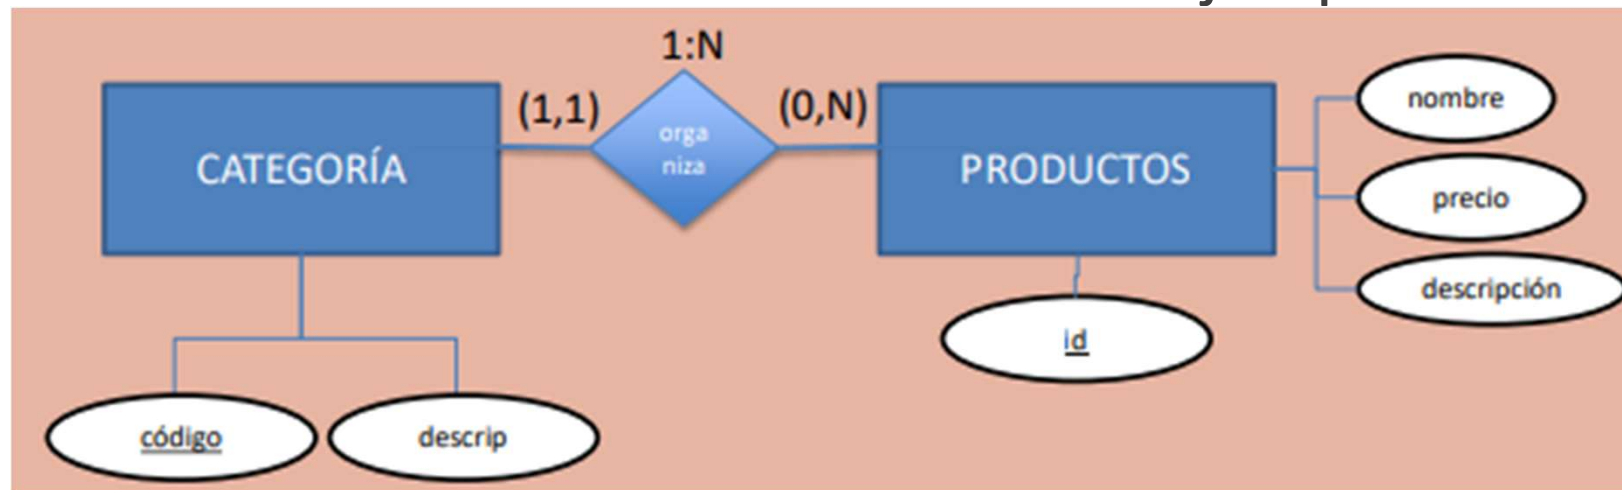 1:N
CATEGORÍA
(1,1)
orga
niza
(0,N)
PRODUCTOS
nombre
precio
descripción
id
código
descrip